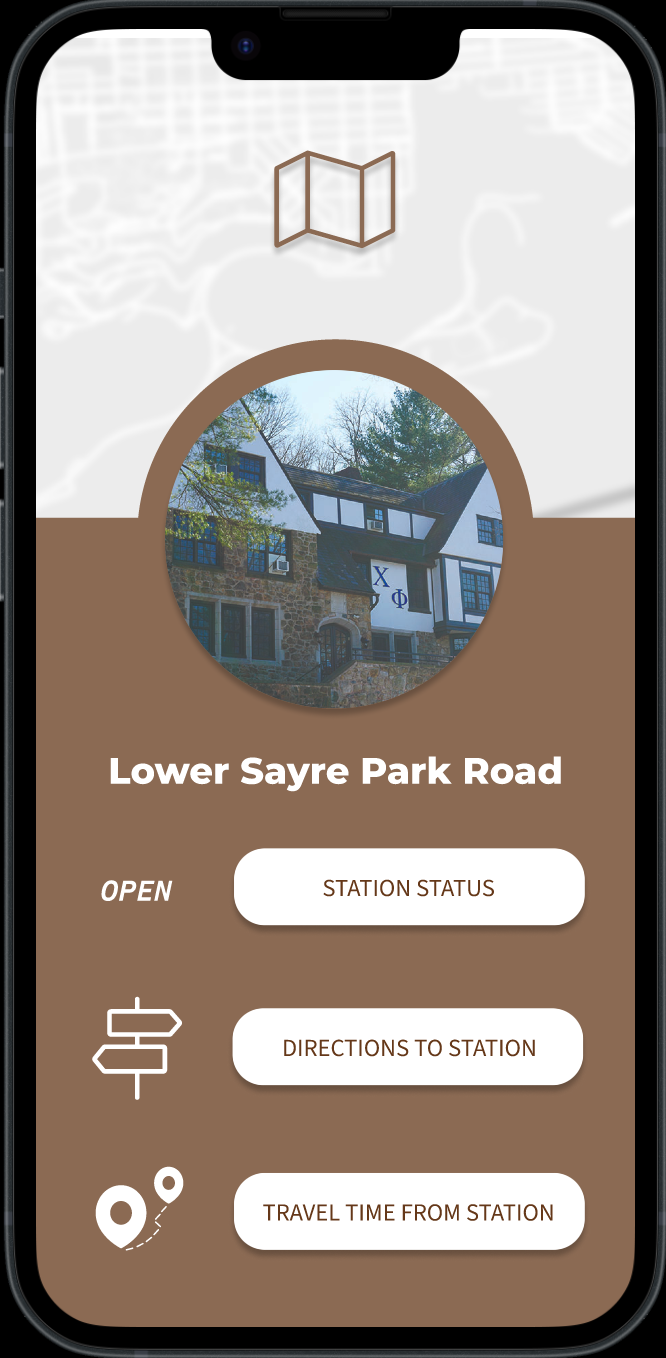 Χ
Φ
Lower Sayre Park Road
OPEN
STATION STATUS
DIRECTIONS TO STATION
TRAVEL TIME FROM STATION